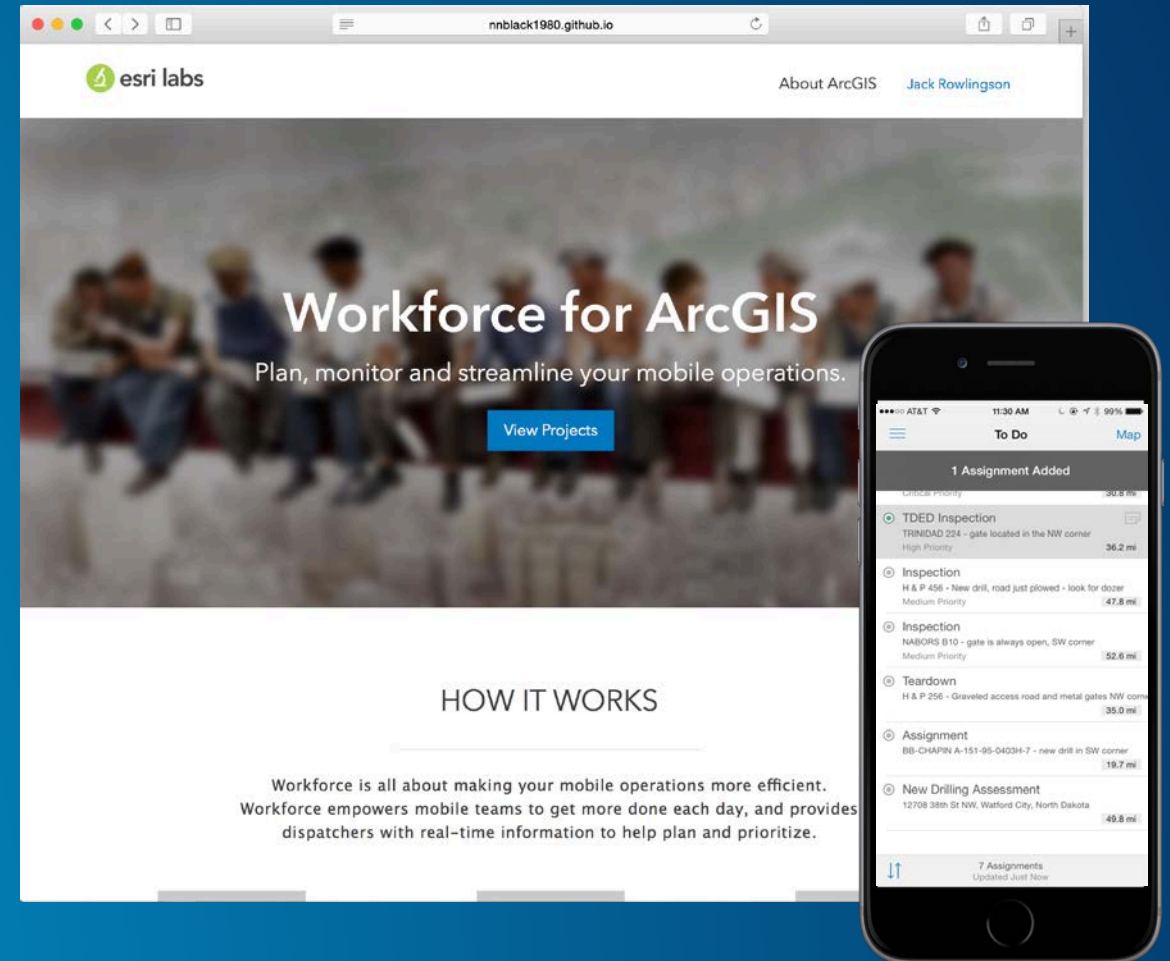 nnblack1980.github.io
esri labs
About ArcGIS
Jack Rowlingson
Workforce for ArcGIS
Plan, monitor and streamline your mobile operations.
View Projects
HOW IT WORKS
Workforce is all about making your mobile operations more efficient.
Workforce empowers mobile teams to get more done each day, and provides
dispatchers with real-time information to help plan and prioritize.
AT&T 11:30 AM 99%
To Do
Map
1 Assignment Added
Critical Priority 30.8 mi
TDED Inspection
TRINIDAD 224 - gate located in the NW corner
High Priority 36.2 mi
Inspection
H & P 456 - New drill, road just plowed - look for dozer
Medium Priority 47.8 mi
Inspection
NABORS B10 - gate is always open, SW corner
Medium Priority 52.6 mi
Teardown
H & P 256 - Graveled access road and metal gates NW corne
35.0 mi
Assignment
BB-CHAPIN A-151-95-0403H-7 - new drill in SW corner
19.7 mi
New Drilling Assessment
12708 38th St NW, Watford City, North Dakota
49.8 mi
7 Assignments
Updated Just Now